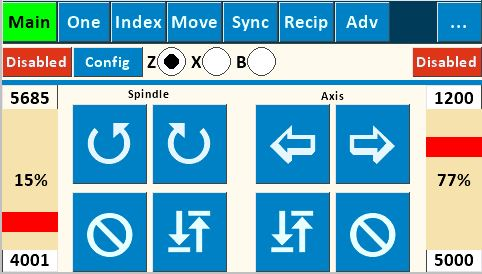 Main One Index Move Sync Recip Adv ...
Disabled Config Z X B Disabled
Spindle Axis
5685 1200
15% 77%
4001 5000